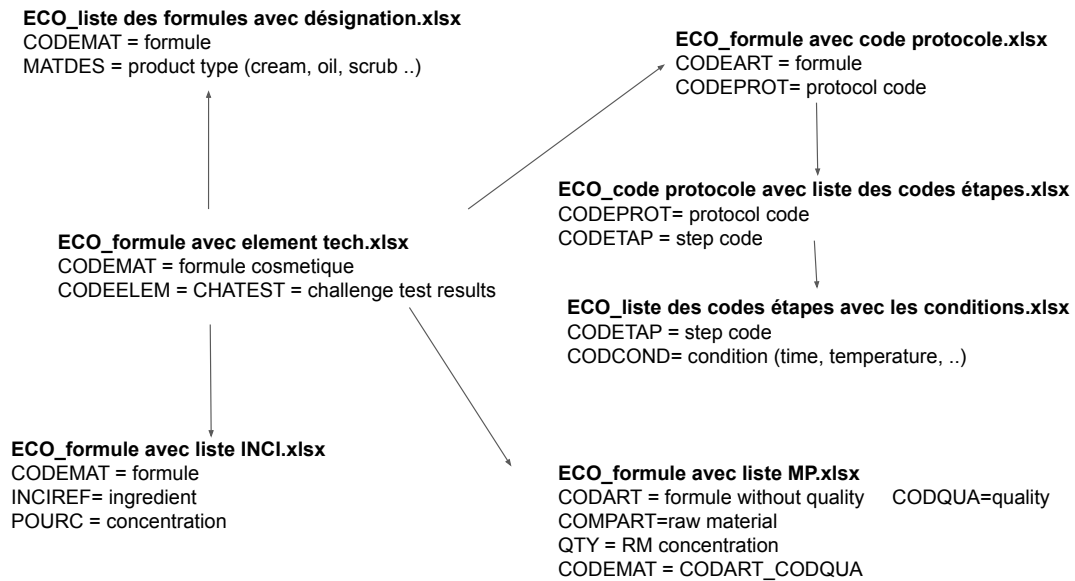 ECO_liste des formules avec désignation.xlsx
CODEMAT = formule
MATDES = product type (cream, oil, scrub ..)
ECO_formule avec code protocole.xlsx
CODEART = formule
CODEPROT= protocol code
ECO_code protocole avec liste des codes étapes.xlsx
CODEPROT= protocol code
CODETAP = step code
ECO_formule avec element tech.xlsx
CODEMAT = formule cosmetique
CODEELEM = CHATEST = challenge test results
ECO_liste des codes étapes avec les conditions.xlsx
CODETAP = step code
CODCOND= condition (time, temperature, ..)
ECO_formule avec liste INCI.xlsx
CODEMAT = formule
INCIREF= ingredient
POURC = concentration
ECO_formule avec liste MP.xlsx
CODART = formule without quality CODQUA=quality
COMPART=raw material
QTY = RM concentration
CODEMAT = CODART_CODQUA